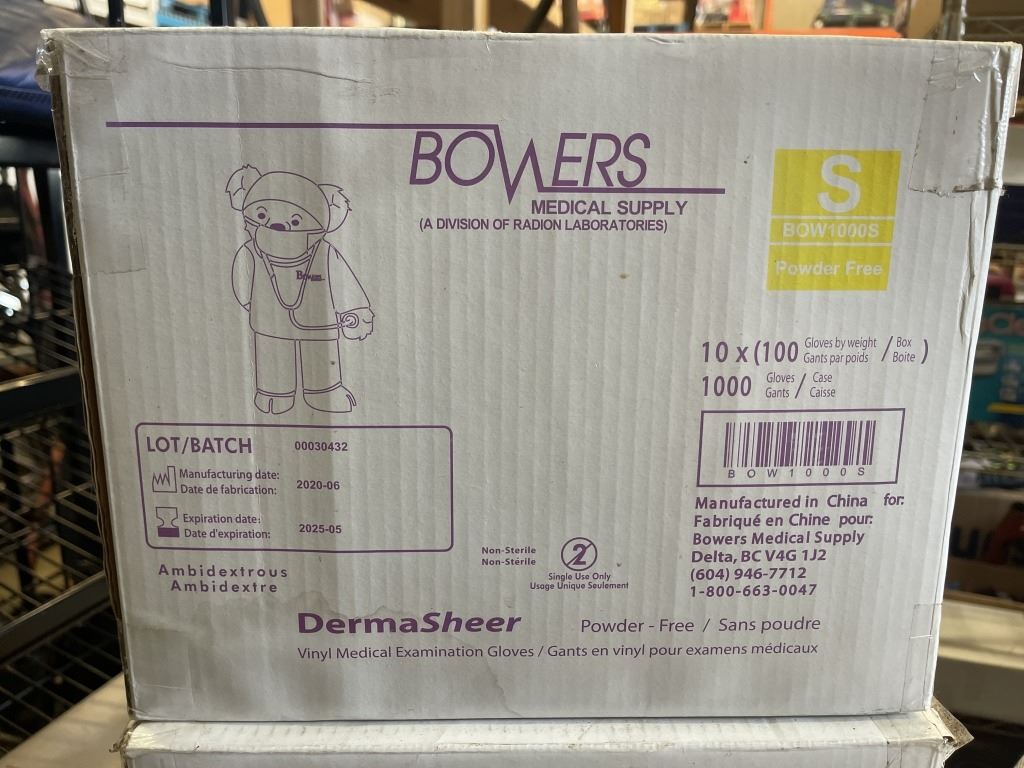 BOWERS
MEDICAL SUPPLY
(A DIVISION OF RADION LABORATORIES)
S
BOW1000S
Powder Free
10 x (100 Gloves by weight / Box )
Gants par poids Boite
1000 Gloves / Case
Gants Caisse
BOW1000S
LOT/BATCH 00030432
Manufacturing date:
Date de fabrication: 2020-06
Expiration date:
Date d'expiration: 2025-05
Ambidextrous
Ambidextre
Non-Sterile
Non-Stérile
2
Single Use Only
Usage Unique Seulement
Manufactured in China for:
Fabriqué en Chine pour:
Bowers Medical Supply
Delta, BC V4G 1J2
(604) 946-7712
1-800-663-0047
DermaSheer Powder - Free / Sans poudre
Vinyl Medical Examination Gloves / Gants en vinyl pour examens médicaux